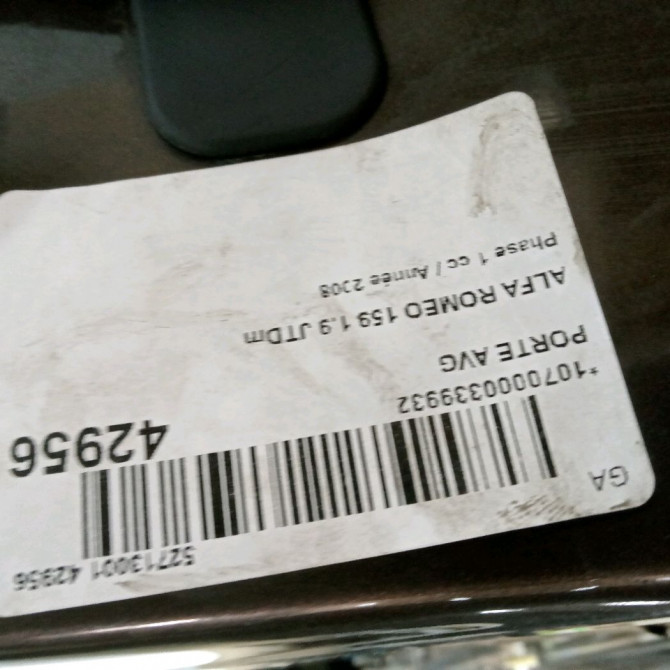 GA
52713001 42956
42956
*1070000339932
PORTE AVG
ALFA ROMEO 159 1.9 JTDm
Phase 1 cc / Année 2008